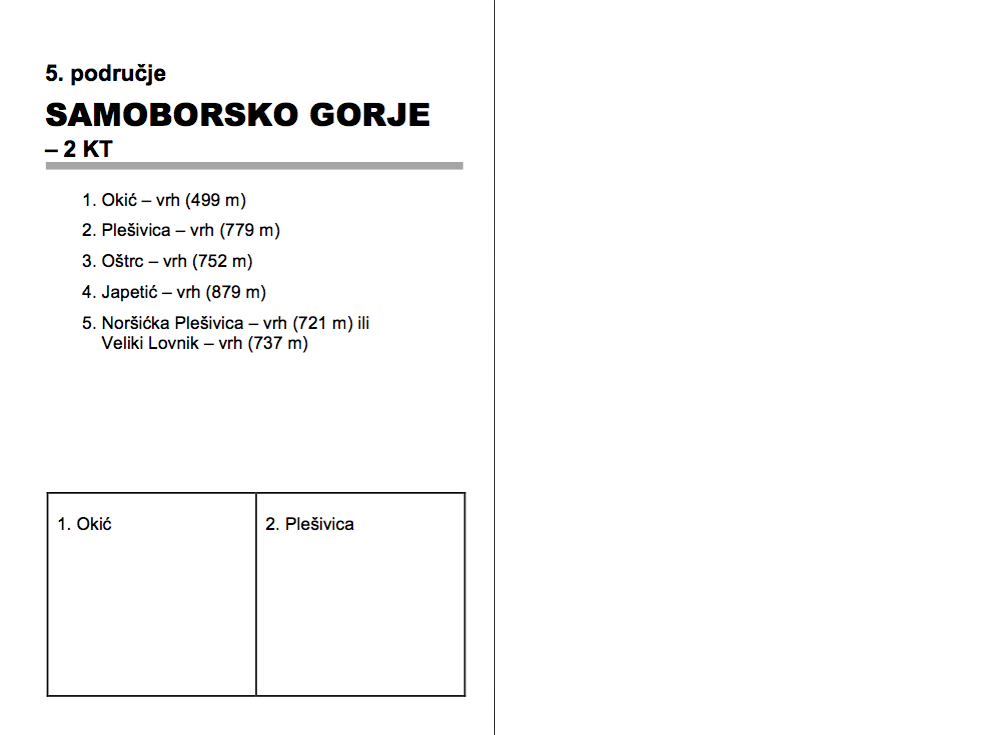 5. područje
SAMOBORSKO GORJE
– 2 KT
1. Okić – vrh (499 m)
2. Plešivica – vrh (779 m)
3. Oštrc – vrh (752 m)
4. Japetić – vrh (879 m)
5. Noršićka Plešivica – vrh (721 m) ili
Veliki Lovnik – vrh (737 m)
1. Okić
2. Plešivica